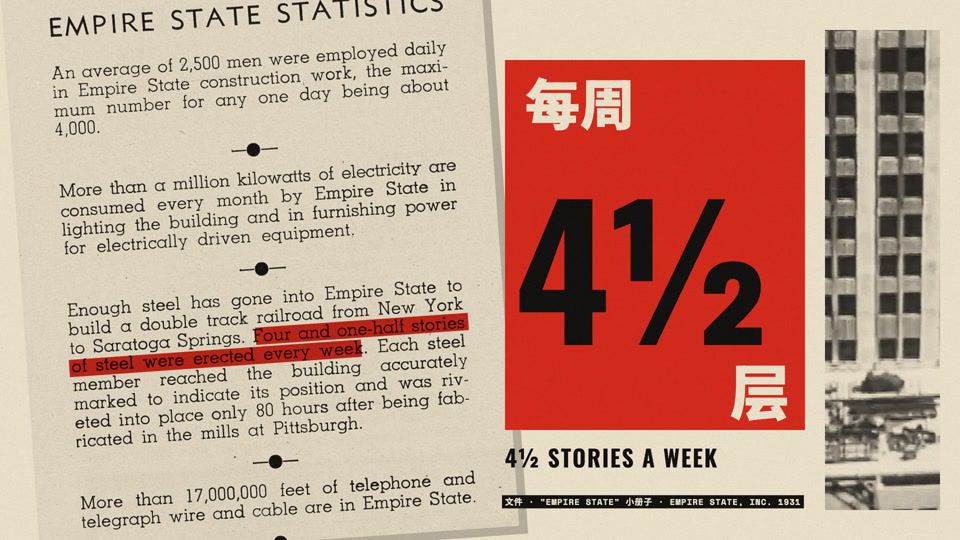 EMPIRE STATE STATISTICS
An average of 2,500 men were employed daily
in Empire State construction work, the maxi-
mum number for any one day being about
4,000.
More than a million kilowatts of electricity are
consumed every month by Empire State in
lighting the building and in furnishing power
for electrically driven equipment.
Enough steel has gone into Empire State to
build a double track railroad from New York
to Saratoga Springs. Four and one-half stories
of steel were erected every week. Each steel
member reached the building accurately
marked to indicate its position and was riv-
eted into place only 80 hours after being fab-
ricated in the mills at Pittsburgh.
More than 17,000,000 feet of telephone and
telegraph wire and cable are in Empire State.
每周
4½
层
4½ STORIES A WEEK
文件 · "EMPIRE STATE" 小册子 · EMPIRE STATE, INC. 1931